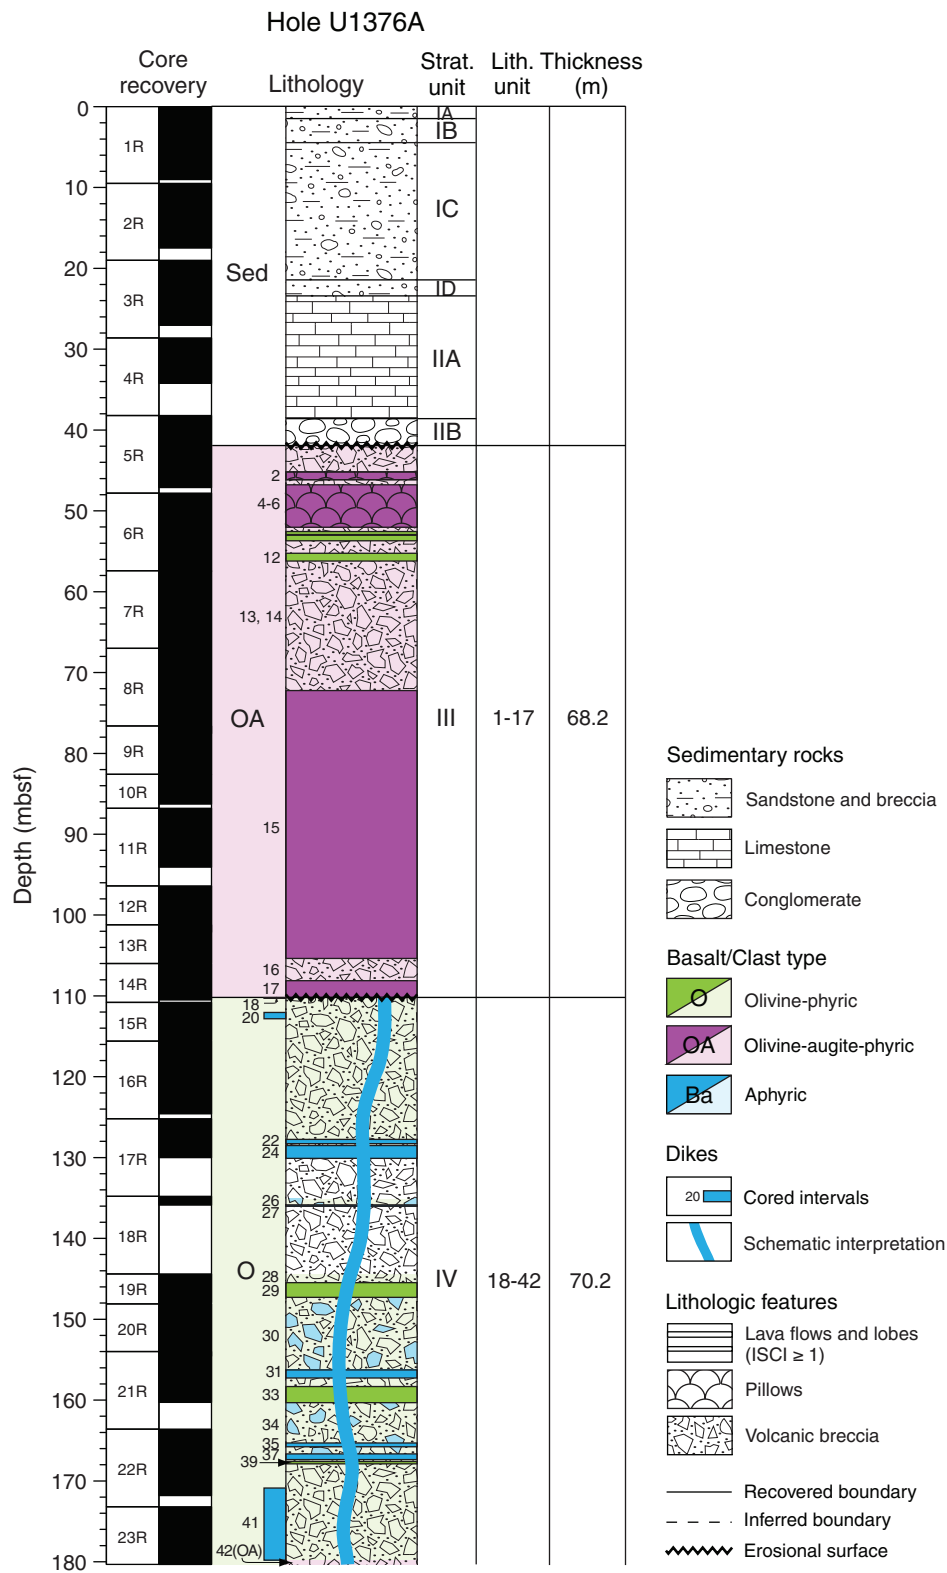 Hole U1376A
Core recovery
Lithology
Strat. unit
Lith. unit
Thickness (m)
Depth (mbsf)
0
10
20
30
40
50
60
70
80
90
100
110
120
130
140
150
160
170
180
1R
2R
3R
4R
5R
6R
7R
8R
9R
10R
11R
12R
13R
14R
15R
16R
17R
18R
19R
20R
21R
22R
23R
Sed
OA
O
2
4-6
12
13, 14
15
16
17
18
20
22
24
26
27
28
29
30
31
33
34
35
37
39
41
42(OA)
IA
IB
IC
ID
IIA
IIB
III
1-17
68.2
IV
18-42
70.2
Sedimentary rocks
Sandstone and breccia
Limestone
Conglomerate
Basalt/Clast type
O
Olivine-phyric
OA
Olivine-augite-phyric
Ba
Aphyric
Dikes
20
Cored intervals
Schematic interpretation
Lithologic features
Lava flows and lobes
(ISCI ≥ 1)
Pillows
Volcanic breccia
Recovered boundary
Inferred boundary
Erosional surface